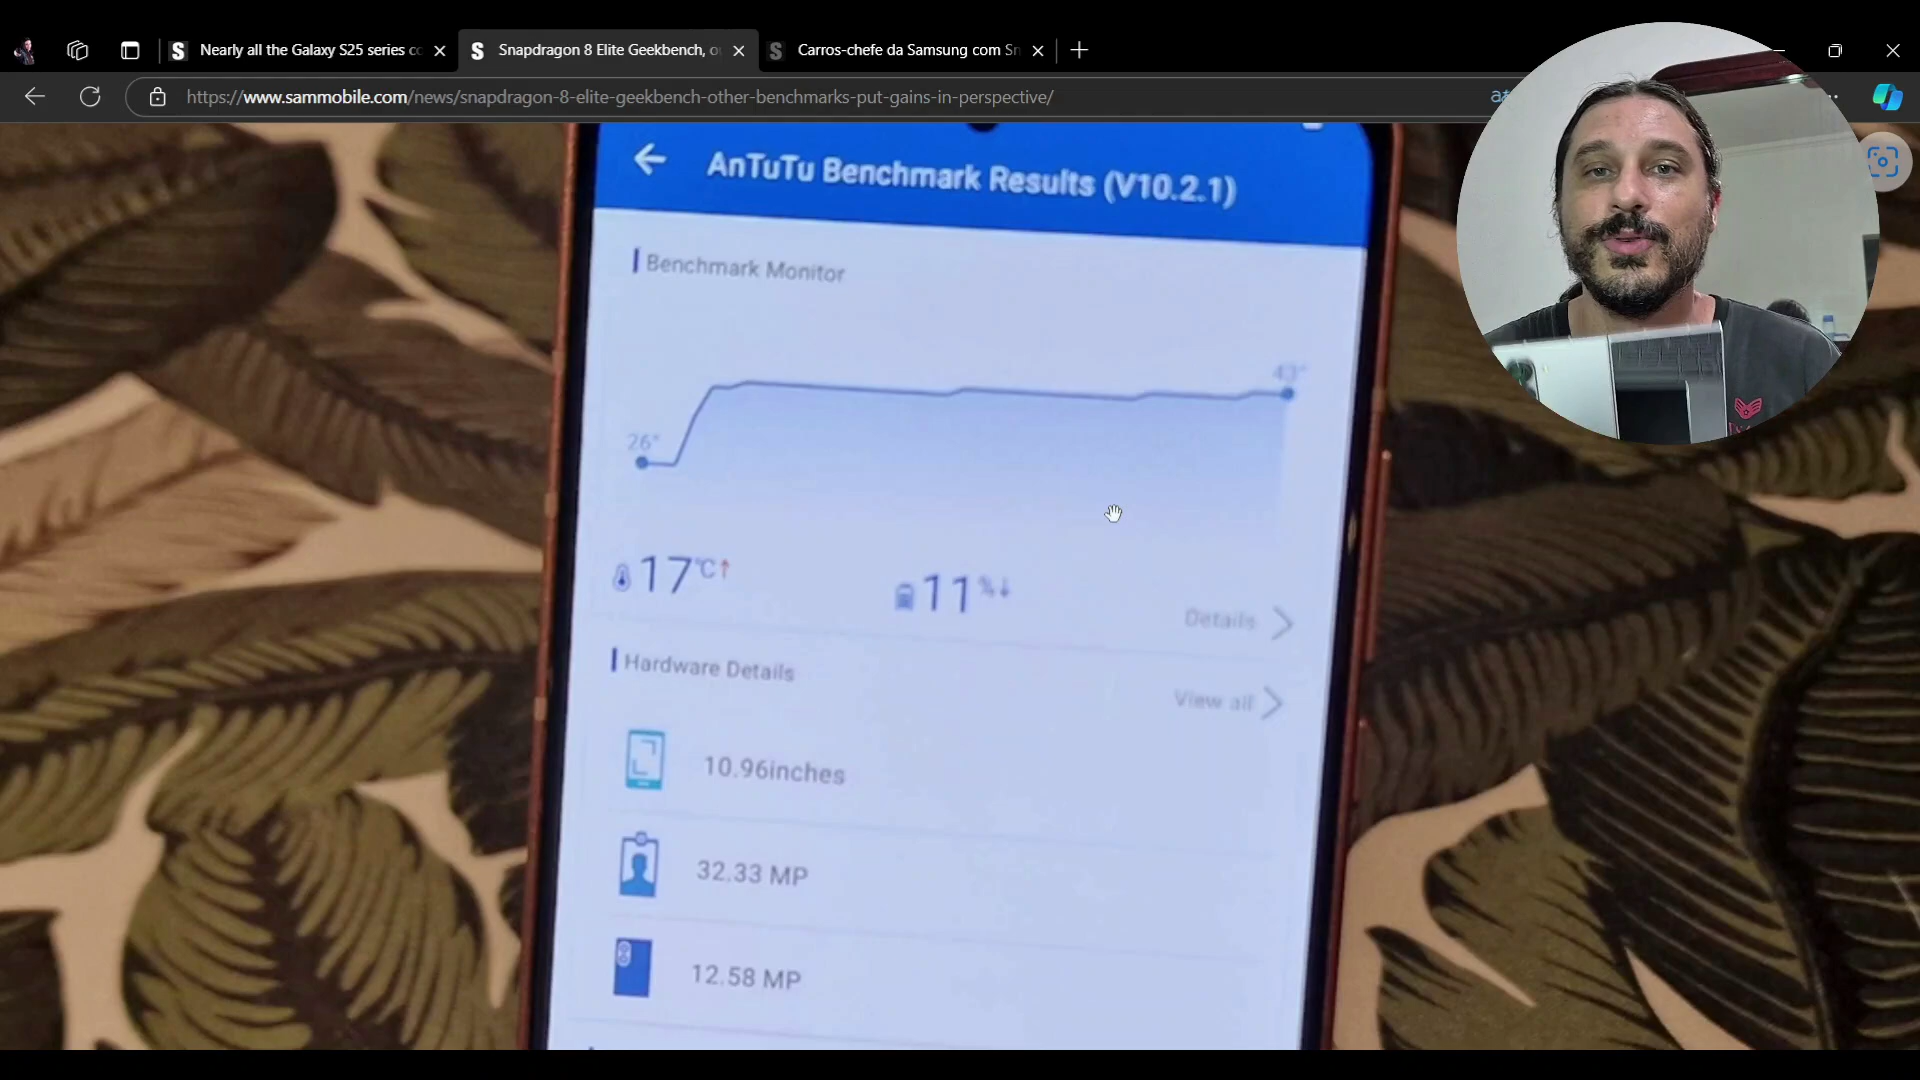 Nearly all the Galaxy S25 series cc
Snapdragon 8 Elite Geekbench, o
Carros-chefe da Samsung com Sn
https://www.sammobile.com/news/snapdragon-8-elite-geekbench-other-benchmarks-put-gains-in-perspective/
AnTuTu Benchmark Results (V10.2.1)
Benchmark Monitor
43°
26°
17°C↑
11%↓
Details
Hardware Details
View all
10.96inches
32.33 MP
12.58 MP